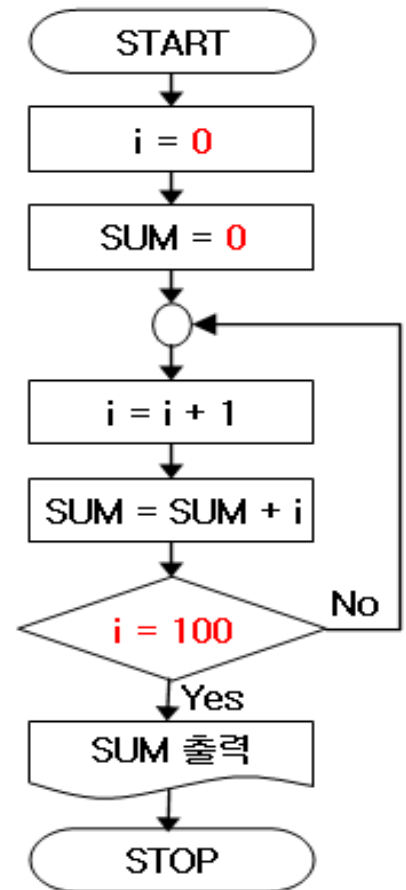 START
i = 0
SUM = 0
i = i + 1
SUM = SUM + i
i = 100
No
Yes
SUM 출력
STOP